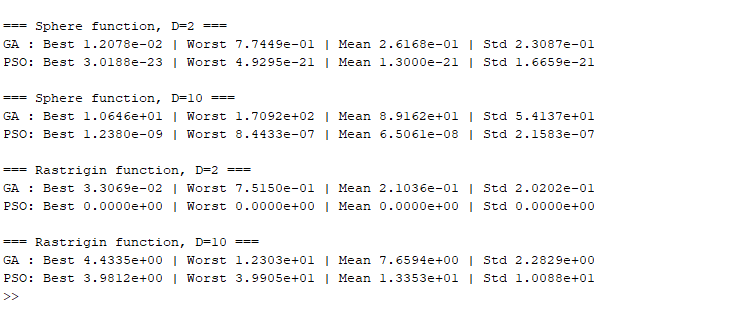 === Sphere function, D=2 ===
GA : Best 1.2078e-02 | Worst 7.7449e-01 | Mean 2.6168e-01 | Std 2.3087e-01
PSO: Best 3.0188e-23 | Worst 4.9295e-21 | Mean 1.3000e-21 | Std 1.6659e-21
=== Sphere function, D=10 ===
GA : Best 1.0646e+01 | Worst 1.7092e+02 | Mean 8.9162e+01 | Std 5.4137e+01
PSO: Best 1.2380e-09 | Worst 8.4433e-07 | Mean 6.5061e-08 | Std 2.1583e-07
=== Rastrigin function, D=2 ===
GA : Best 3.3069e-02 | Worst 7.5150e-01 | Mean 2.1036e-01 | Std 2.0202e-01
PSO: Best 0.0000e+00 | Worst 0.0000e+00 | Mean 0.0000e+00 | Std 0.0000e+00
=== Rastrigin function, D=10 ===
GA : Best 4.4335e+00 | Worst 1.2303e+01 | Mean 7.6594e+00 | Std 2.2829e+00
PSO: Best 3.9812e+00 | Worst 3.9905e+01 | Mean 1.3353e+01 | Std 1.0088e+01
>>